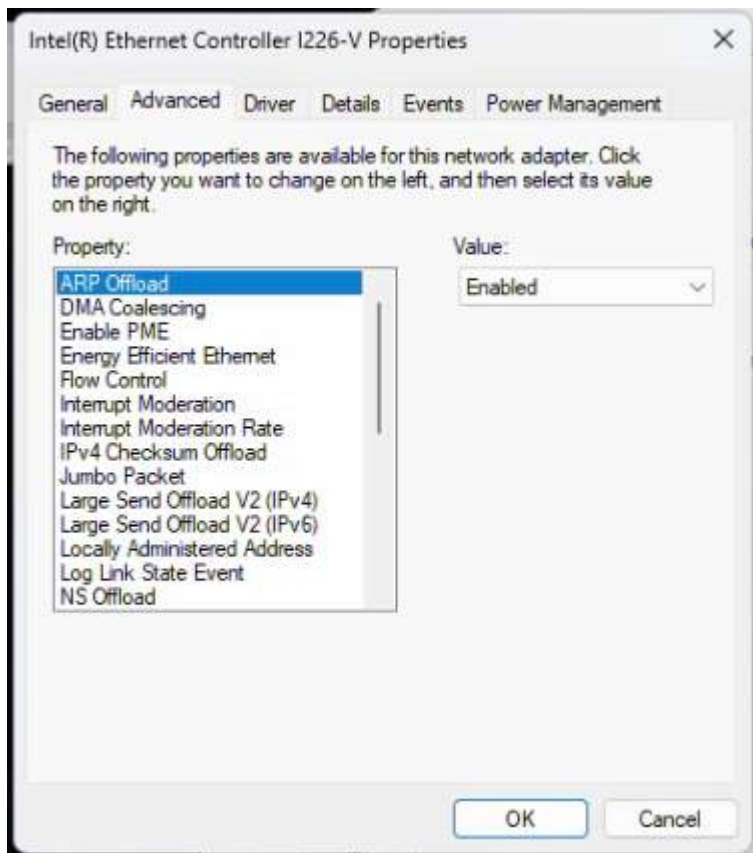 Intel(R) Ethernet Controller I226-V Properties
General Advanced Driver Details Events Power Management
The following properties are available for this network adapter. Click
the property you want to change on the left, and then select its value
on the right.
Property:
Value:
ARP Offload
Enabled
DMA Coalescing
Enable PME
Energy Efficient Ethernet
Flow Control
Interrupt Moderation
Interrupt Moderation Rate
IPv4 Checksum Offload
Jumbo Packet
Large Send Offload V2 (IPv4)
Large Send Offload V2 (IPv6)
Locally Administered Address
Log Link State Event
NS Offload
OK
Cancel